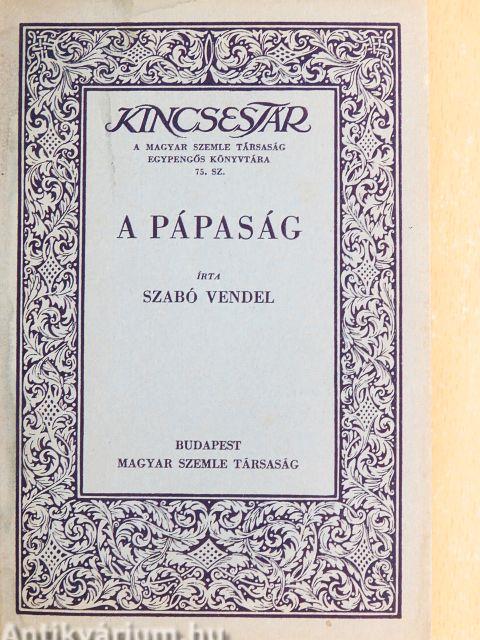 KINCSESTÁR
A MAGYAR SZEMLE TÁRSASÁG
EGYPENGŐS KÖNYVTÁRA
75. SZ.
A PÁPASÁG
ÍRTA
SZABÓ VENDEL
BUDAPEST
MAGYAR SZEMLE TÁRSASÁG
Antikvárium.hu